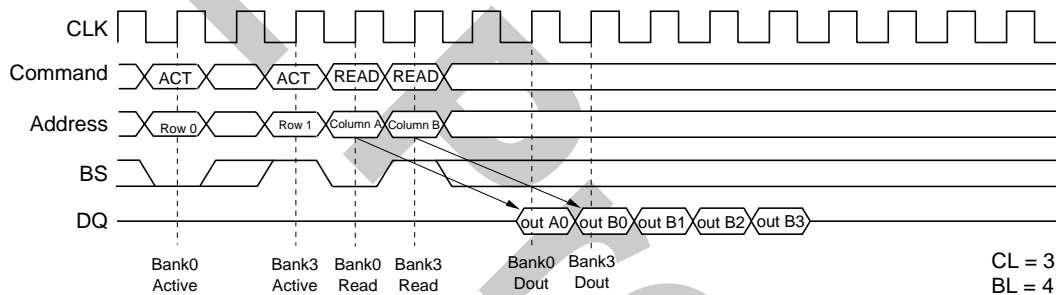 CLK
Command ACT ACT READ READ
Address Row 0 Row 1 Column A Column B
BS
DQ out A0 out B0 out B1 out B2 out B3
Bank0 Active
Bank3 Active
Bank0 Read
Bank3 Read
Bank0 Dout
Bank3 Dout
CL = 3
BL = 4